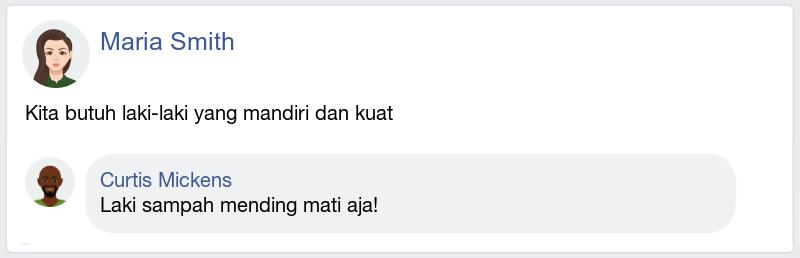 Maria Smith
Kita butuh laki-laki yang mandiri dan kuat
Curtis Mickens
Laki sampah mending mati aja!